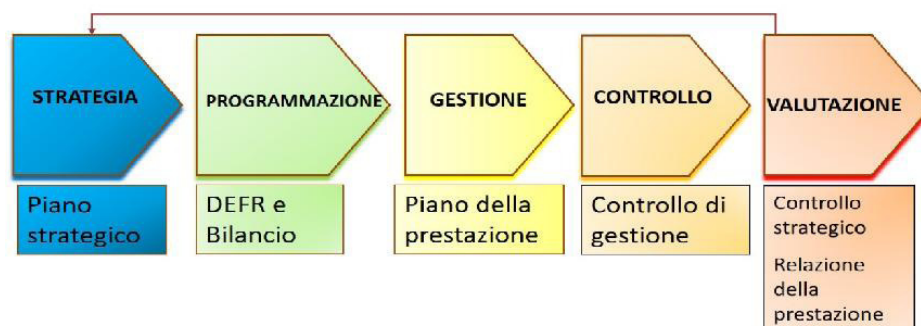 STRATEGIA
PROGRAMMAZIONE
GESTIONE
CONTROLLO
VALUTAZIONE
Piano
strategico
DEFR e
Bilancio
Piano della
prestazione
Controllo di
gestione
Controllo
strategico
Relazione
della
prestazione